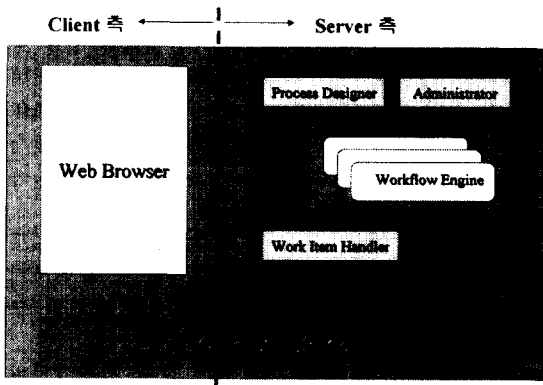 Client 측
Server 측
Process Designer
Administrator
Web Browser
Workflow Engine
Work Item Handler